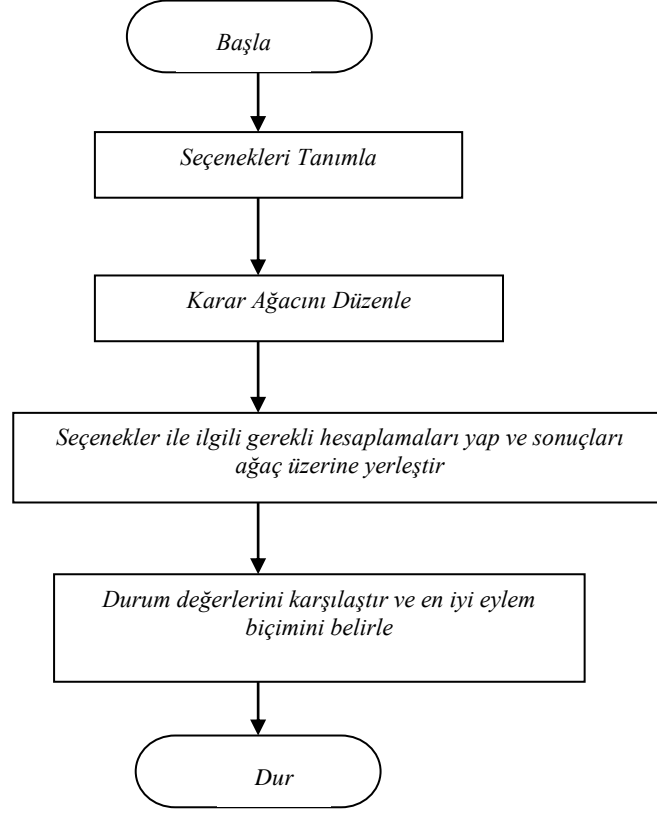 Başla
Seçenekleri Tanımla
Karar Ağacını Düzenle
Seçenekler ile ilgili gerekli hesaplamaları yap ve sonuçları
ağaç üzerine yerleştir
Durum değerlerini karşılaştır ve en iyi eylem
biçimini belirle
Dur